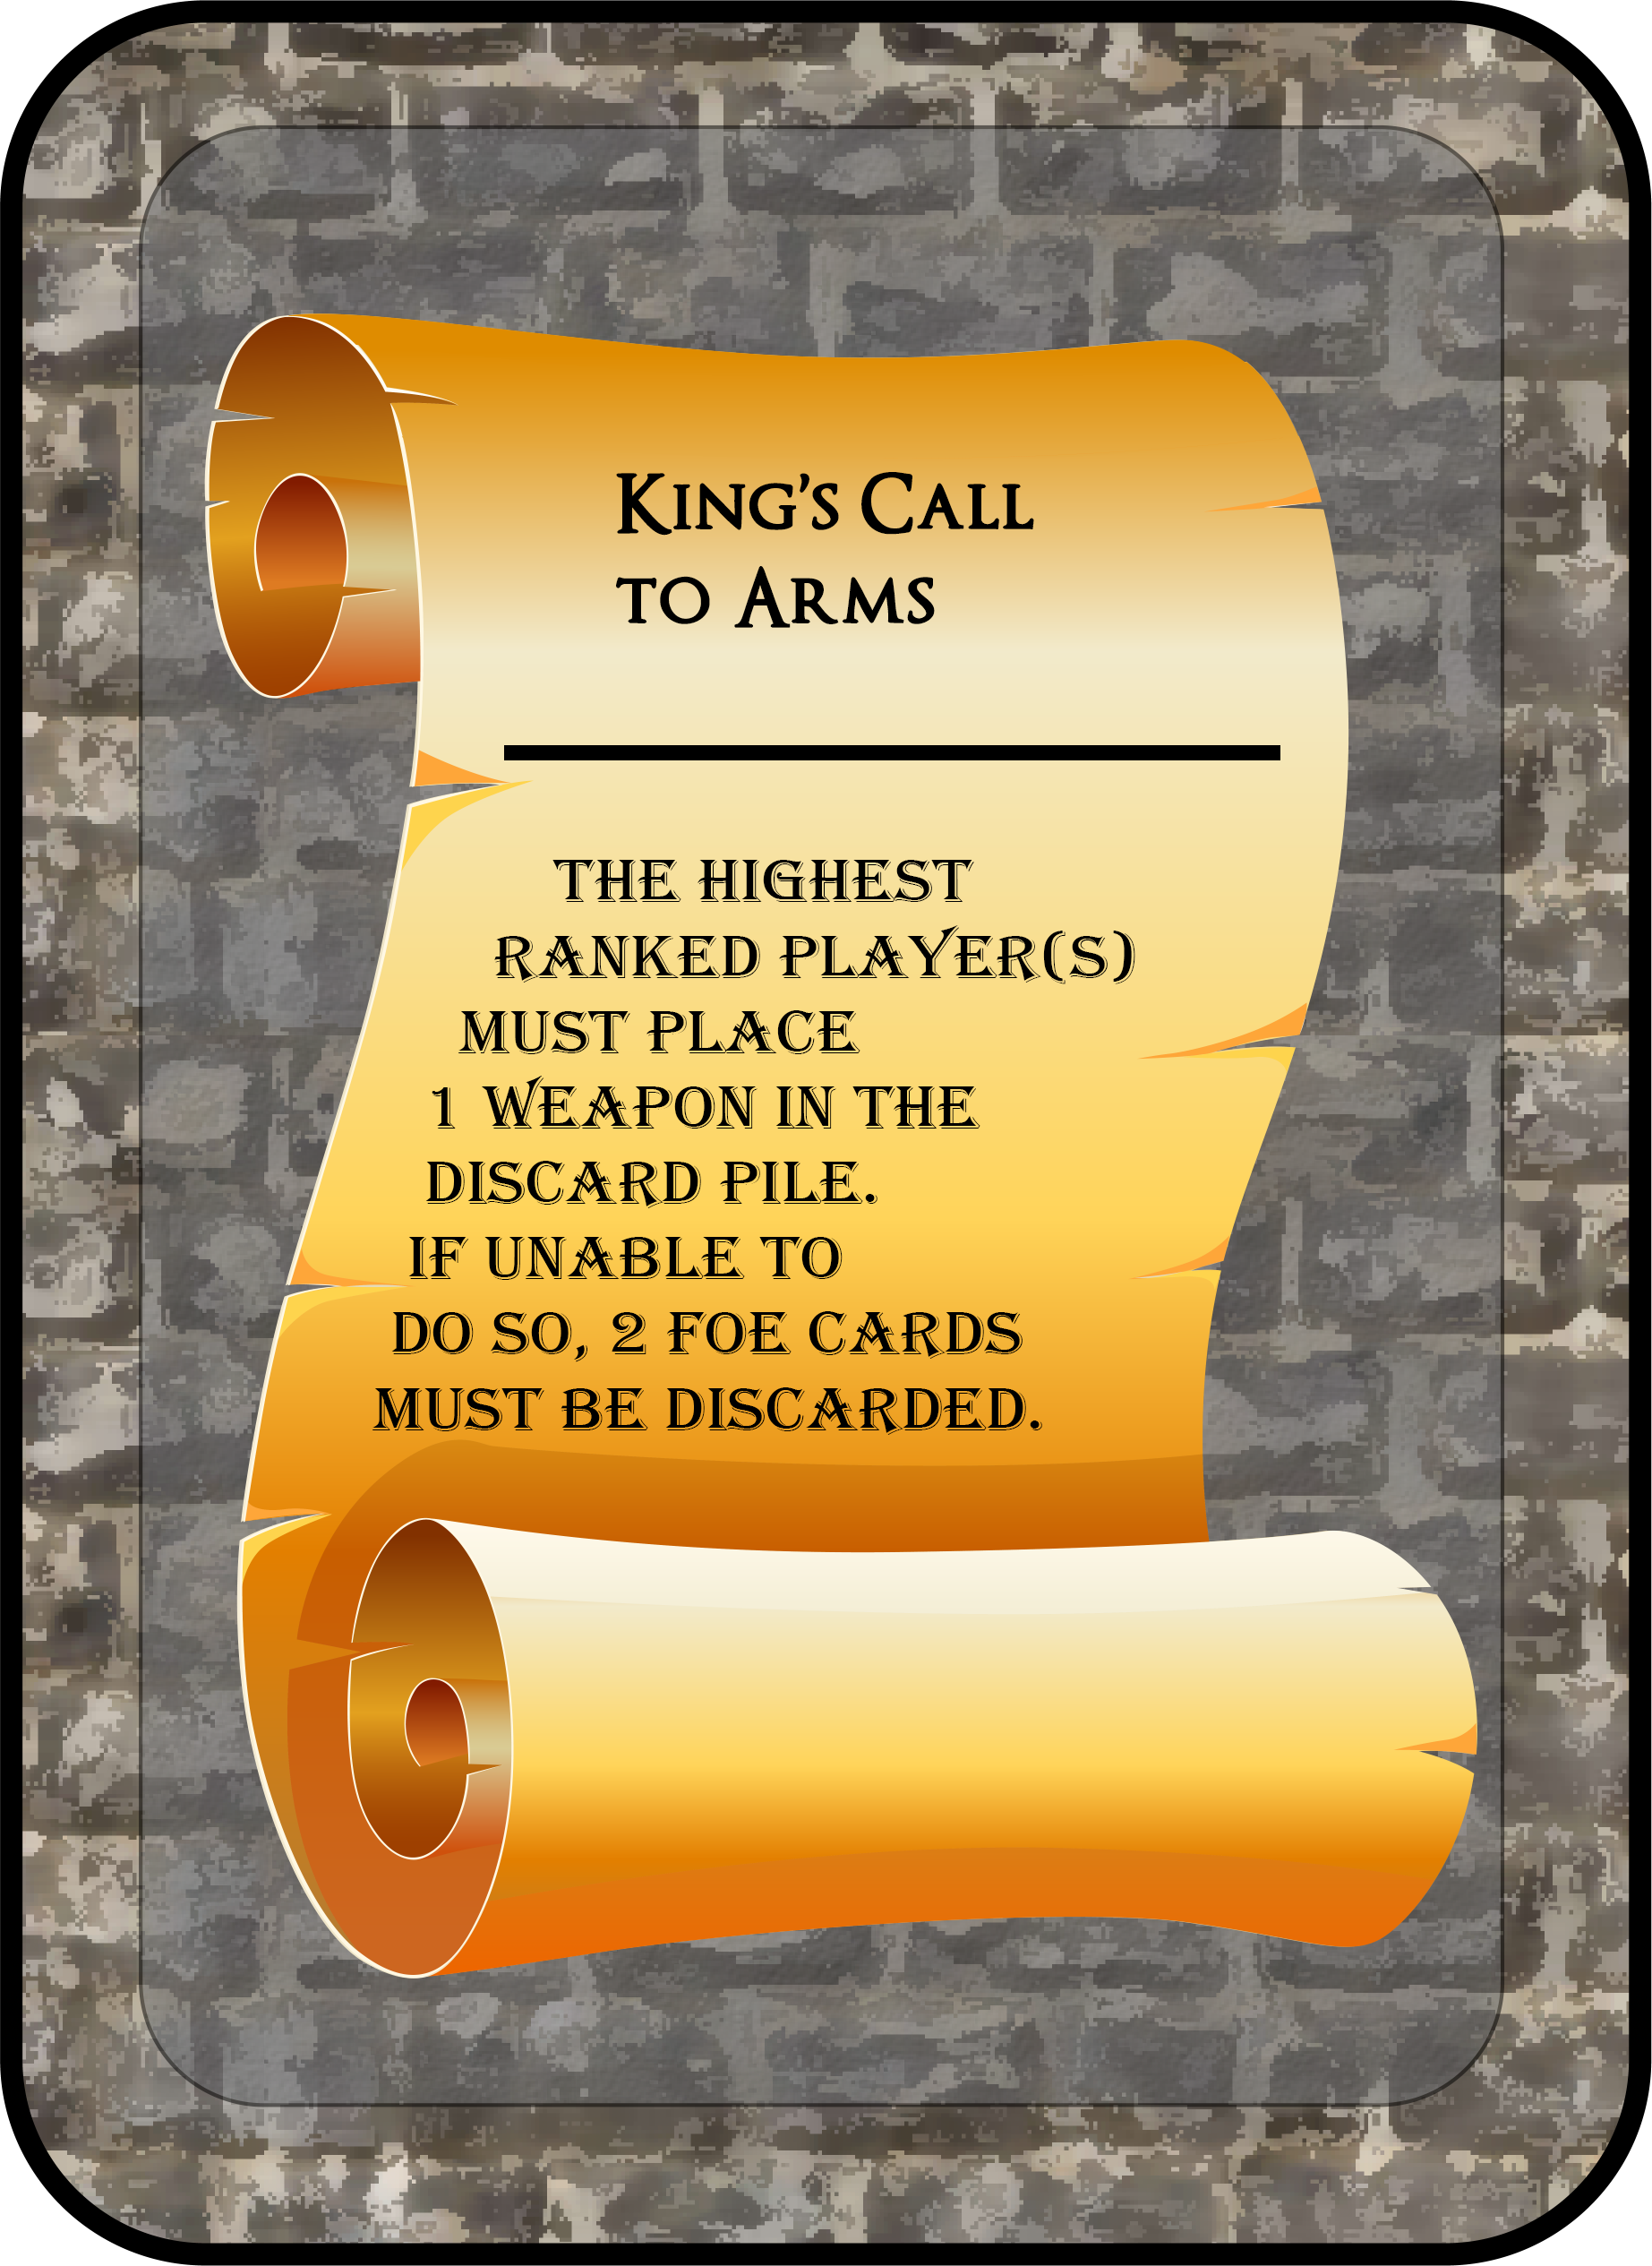 King's Call
to Arms
The highest
ranked player(s)
must place
1 weapon in the
discard pile.
If unable to
do so, 2 Foe Cards
must be discarded.